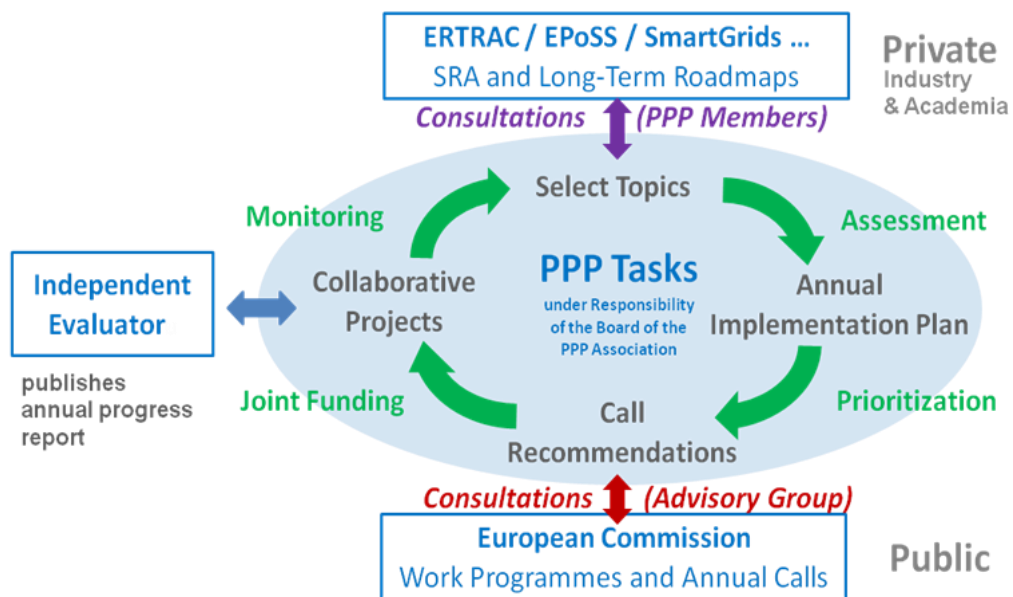 ERTRAC / EPoSS / SmartGrids ...
SRA and Long-Term Roadmaps
Private
Industry
& Academia
Consultations (PPP Members)
Select Topics
Monitoring
Assessment
PPP Tasks
under Responsibility
of the Board of the
PPP Association
Collaborative
Projects
Annual
Implementation Plan
Independent
Evaluator
publishes
annual progress
report
Joint Funding
Prioritization
Call
Recommendations
Consultations (Advisory Group)
European Commission
Work Programmes and Annual Calls
Public